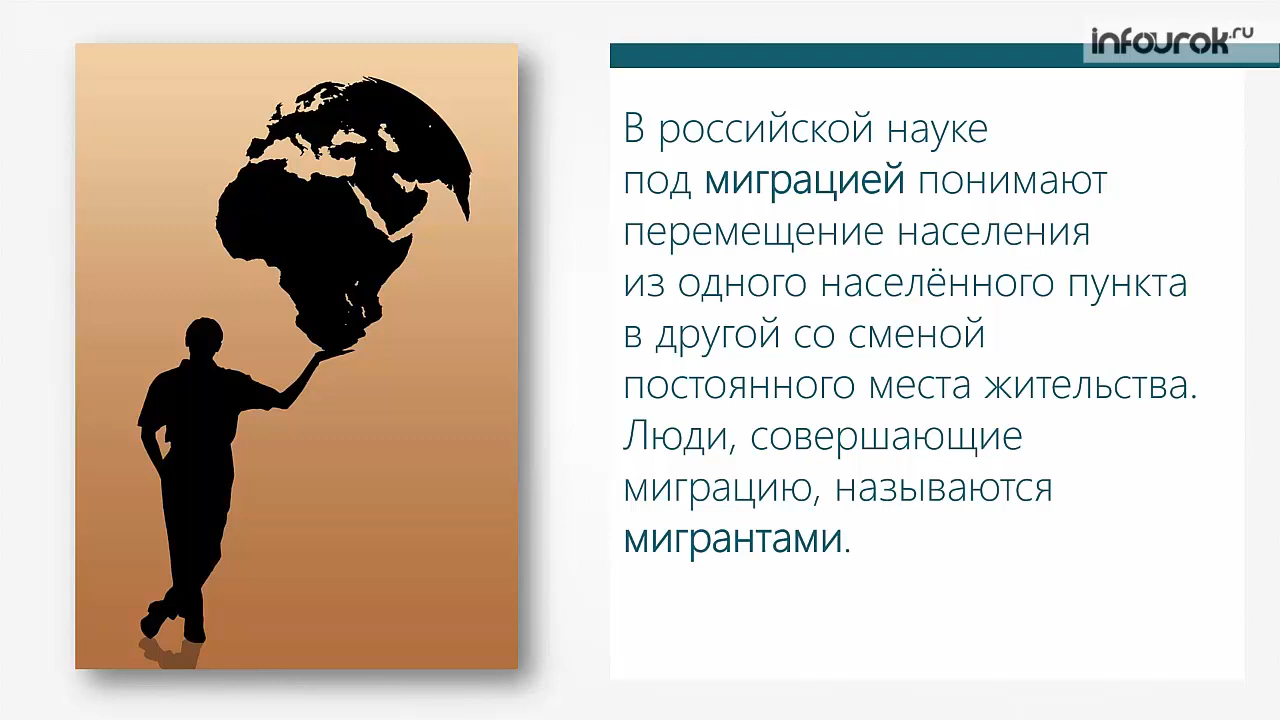 infourok.ru
В российской науке
под миграцией понимают
перемещение населения
из одного населённого пункта
в другой со сменой
постоянного места жительства.
Люди, совершающие
миграцию, называются
мигрантами.